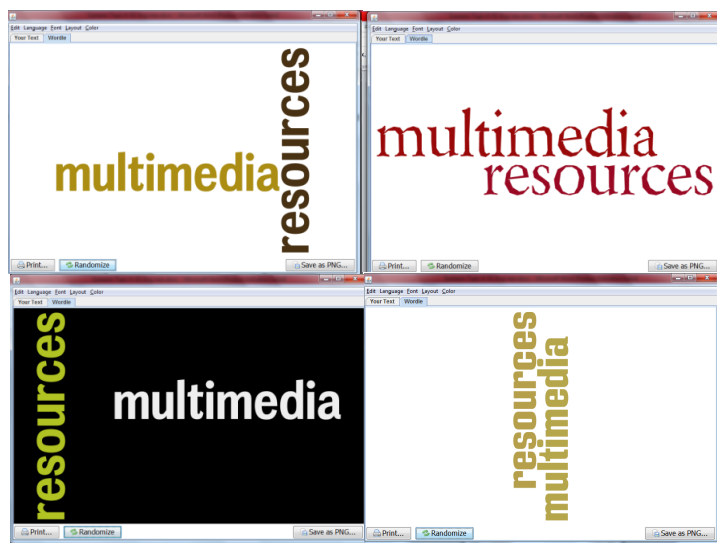 Edit Language Font Layout Color
Your Text Wordle
multimedia
resources
Print... Randomize Save as PNG...
Edit Language Font Layout Color
Your Text Wordle
multimedia
resources
Print... Randomize Save as PNG...
Edit Language Font Layout Color
Your Text Wordle
resources
multimedia
Print... Randomize Save as PNG...
Edit Language Font Layout Color
Your Text Wordle
resources
multimedia
Print... Randomize Save as PNG...